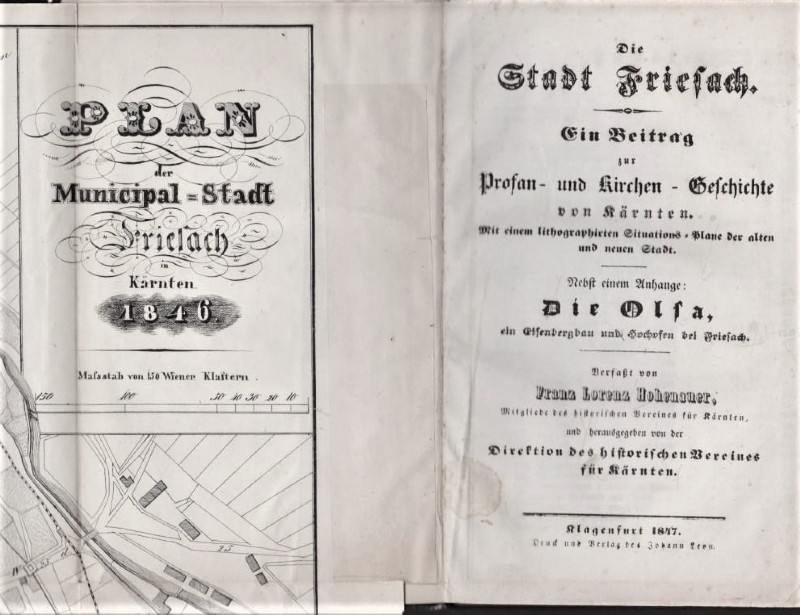 PLAN
der
Municipal=Stadt
Friesach
in
Kärnten
1846.
Maſsstab von 150 Wiener Klaftern.
150 100 50 40 30 20 10
25
Die
Stadt Frieſach.
Ein Beitrag
zur
Profan- und Kirchen-Geſchichte
von Kärnten.
Mit einem lithographirten Situations-Plane der alten
und neuen Stadt.
Nebſt einem Anhange:
Die Olſa,
ein Eiſenbergbau und Hochofen bei Frieſach.
Verfaßt von
Franz Lorenz Hohenauer,
Mitgliede des hiſtoriſchen Vereines für Kärnten,
und herausgegeben von der
Direktion des hiſtoriſchen Vereines
für Kärnten.
Klagenfurt 1847.
Druck und Verlag des Johann Leon.